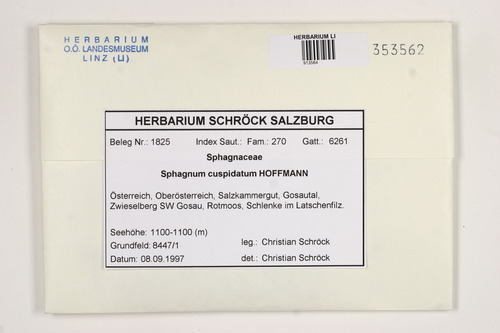 HERBARIUM
O.Ö. LANDESMUSEUM
LINZ (LI)
HERBARIUM LI
913564
353562
HERBARIUM SCHRÖCK SALZBURG
Beleg Nr.: 1825 Index Saut.: Fam.: 270 Gatt.: 6261
Sphagnaceae
Sphagnum cuspidatum HOFFMANN
Österreich, Oberösterreich, Salzkammergut, Gosautal,
Zwieselberg SW Gosau, Rotmoos, Schlenke im Latschenfilz.
Seehöhe: 1100-1100 (m)
Grundfeld: 8447/1 leg.: Christian Schröck
Datum: 08.09.1997 det.: Christian Schröck